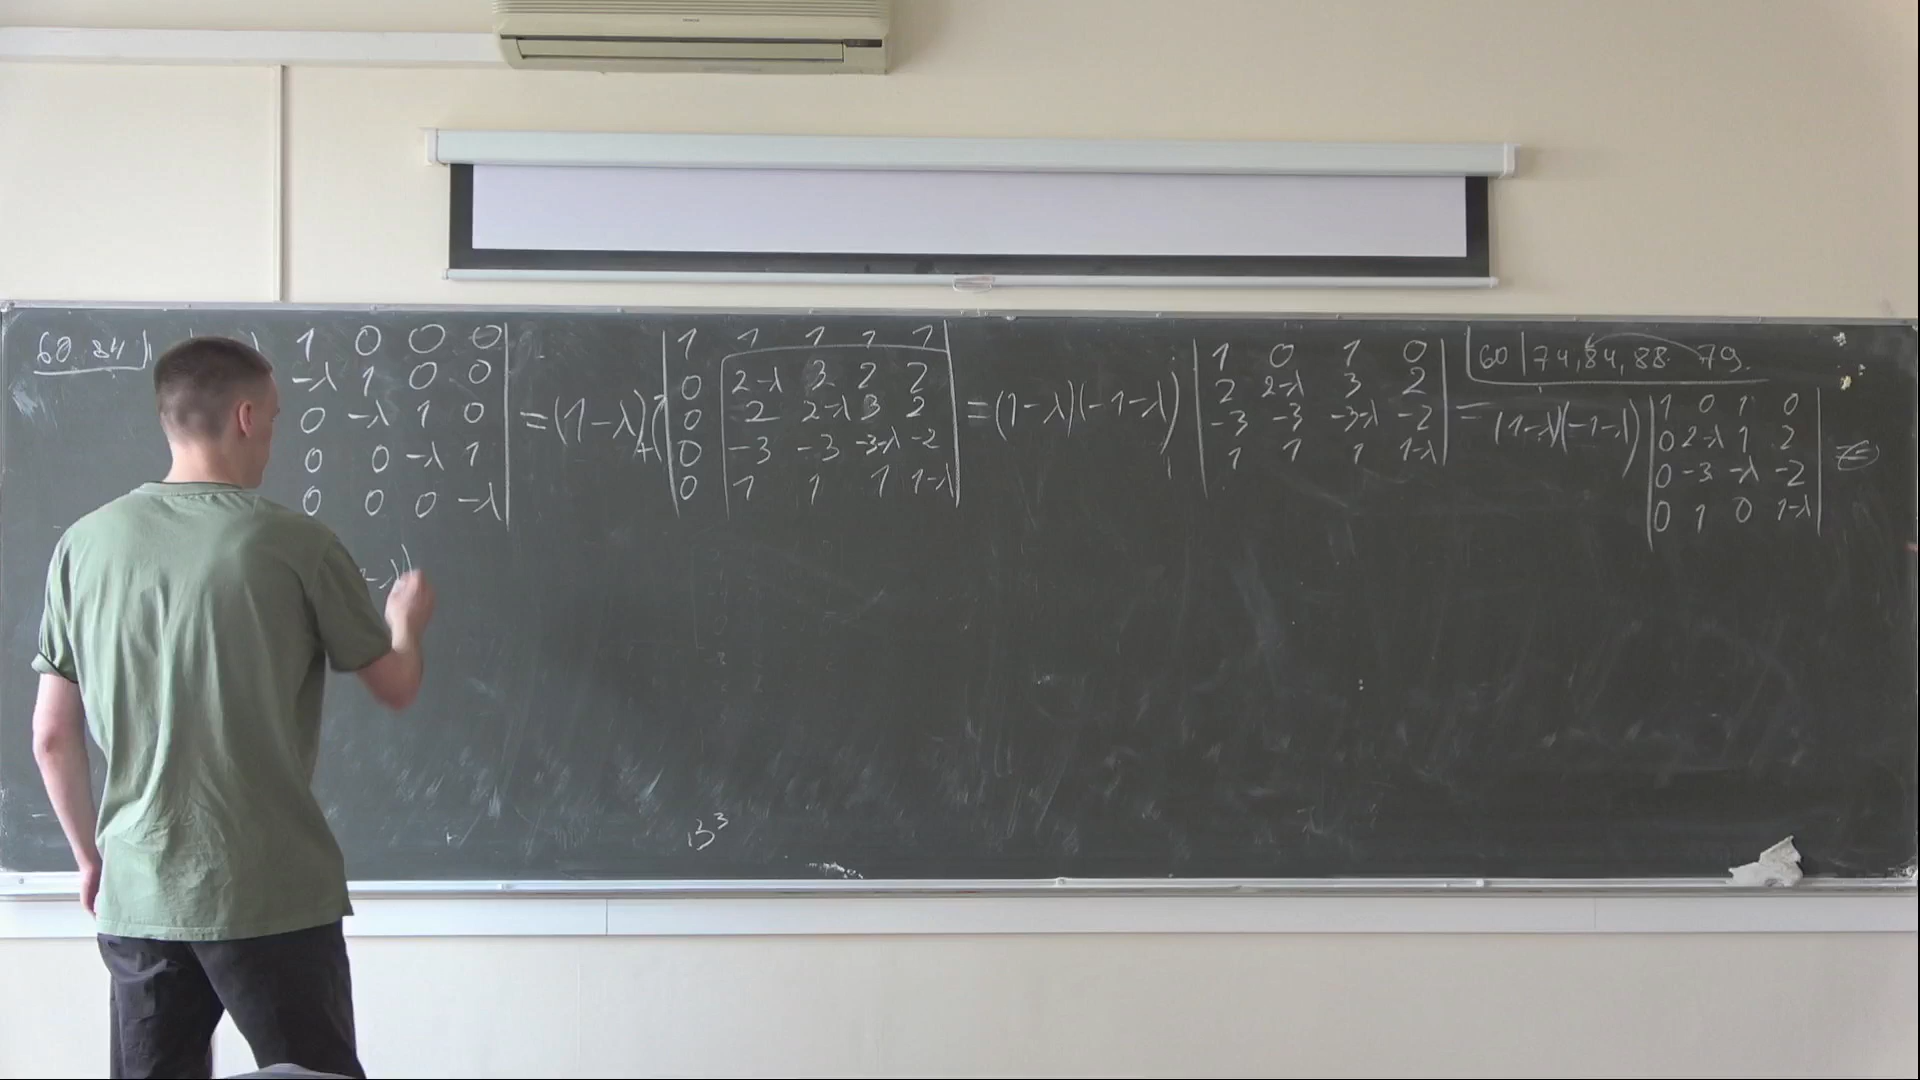 60.84
1 0 0 0
-λ 1 0 0
0 -λ 1 0
0 0 -λ 1
0 0 0 -λ
= (1-λ)
1 1 1 1 1
0 2-λ 3 2 2
0 2 2-λ 3 2
0 -3 -3 -3-λ -2
0 1 1 1 1-λ
= (1-λ)(-1-λ)
1 0 1 0
2 2-λ 3 2
-3 -3 -3-λ -2
1 1 1 1-λ
60 | 74, 84, 88. 79.
= (1-λ)(-1-λ)
1 0 1 0
0 2-λ 1 2
0 -3 -λ -2
0 1 0 1-λ
=
-λ)
B³